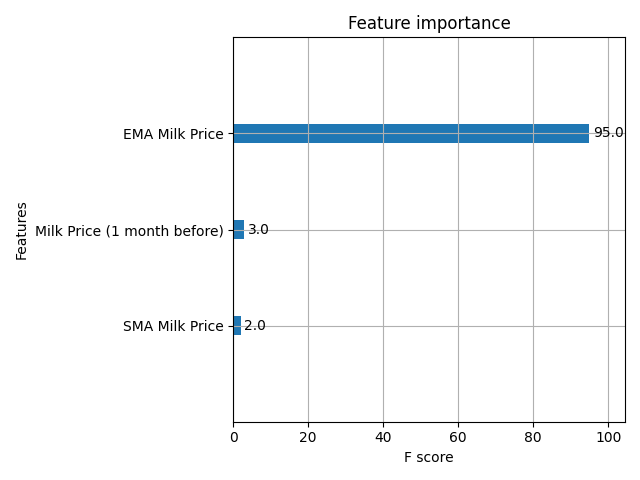 Feature importance
Features
EMA Milk Price
95.0
Milk Price (1 month before)
3.0
SMA Milk Price
2.0
0 20 40 60 80 100
F score